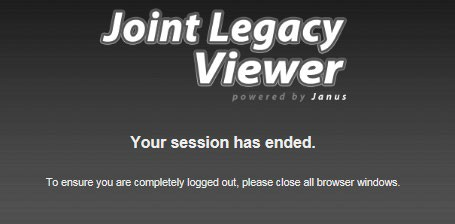 Joint Legacy
Viewer
powered by Janus
Your session has ended.
To ensure you are completely logged out, please close all browser windows.